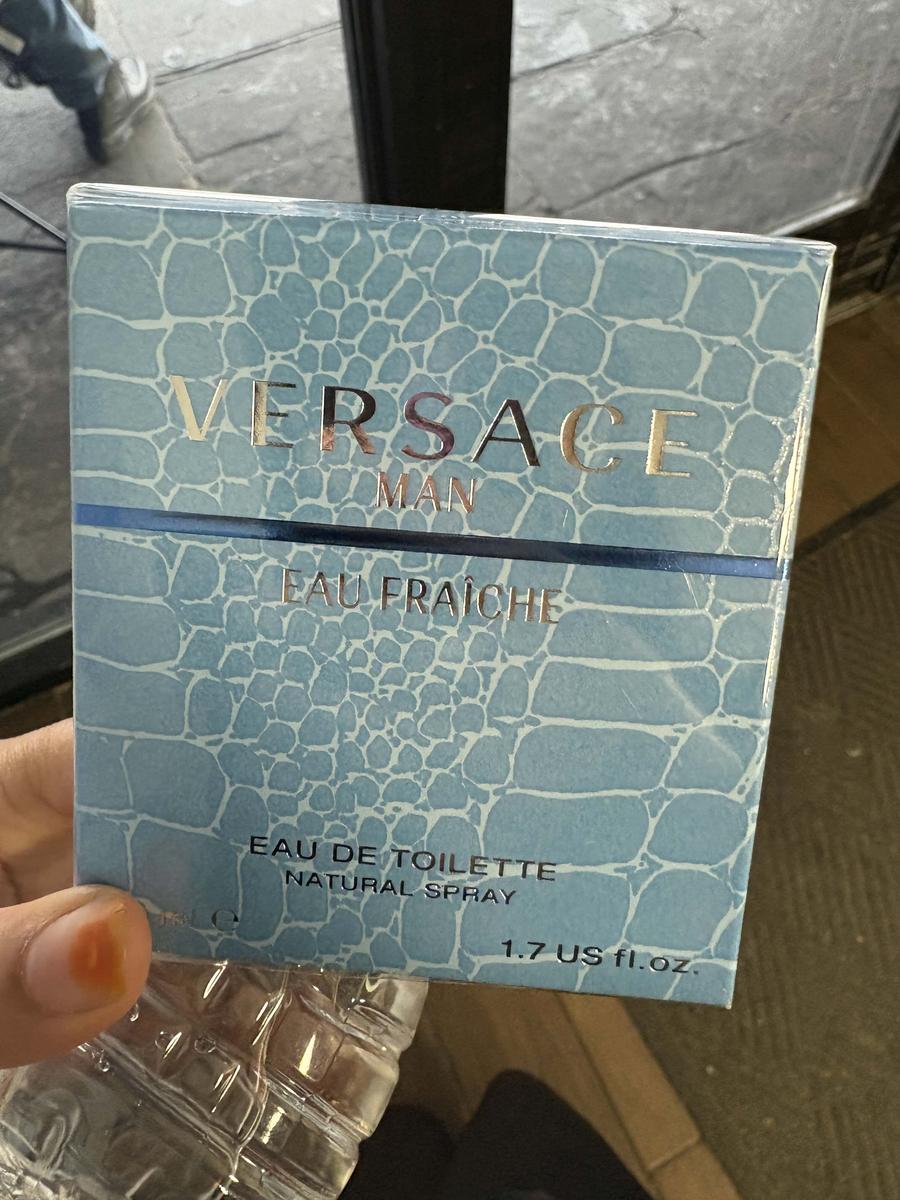 VERSACE
MAN
EAU FRAÎCHE
EAU DE TOILETTE
NATURAL SPRAY
℮
1.7 US fl.oz.